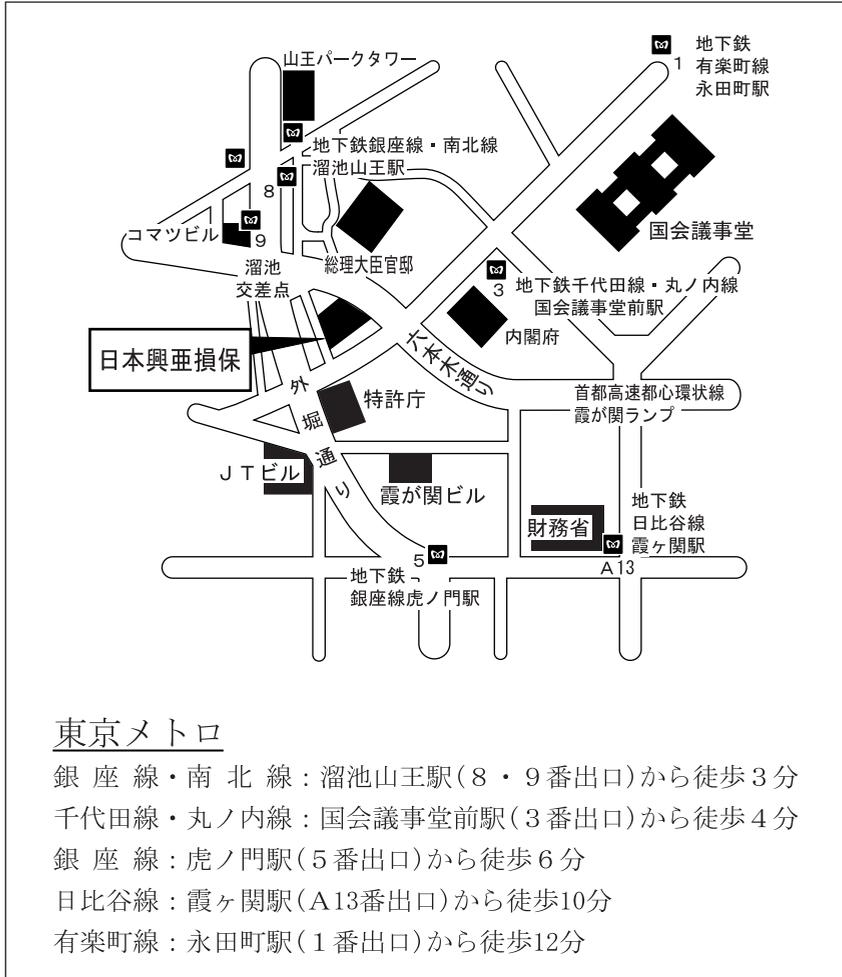 山王パークタワー
地下鉄
有楽町線
永田町駅
1
地下鉄銀座線・南北線
溜池山王駅
8
コマツビル
9
国会議事堂
溜池
交差点
総理大臣官邸
3
地下鉄千代田線・丸ノ内線
国会議事堂前駅
内閣府
日本興亜損保
六本木通り
外堀通り
特許庁
首都高速都心環状線
霞が関ランプ
JTビル
霞が関ビル
財務省
地下鉄
日比谷線
霞ヶ関駅
A13
5
地下鉄
銀座線虎ノ門駅
東京メトロ
銀座線・南北線:溜池山王駅(8・9番出口)から徒歩3分
千代田線・丸ノ内線:国会議事堂前駅(3番出口)から徒歩4分
銀座線:虎ノ門駅(5番出口)から徒歩6分
日比谷線:霞ヶ関駅(A13番出口)から徒歩10分
有楽町線:永田町駅(1番出口)から徒歩12分